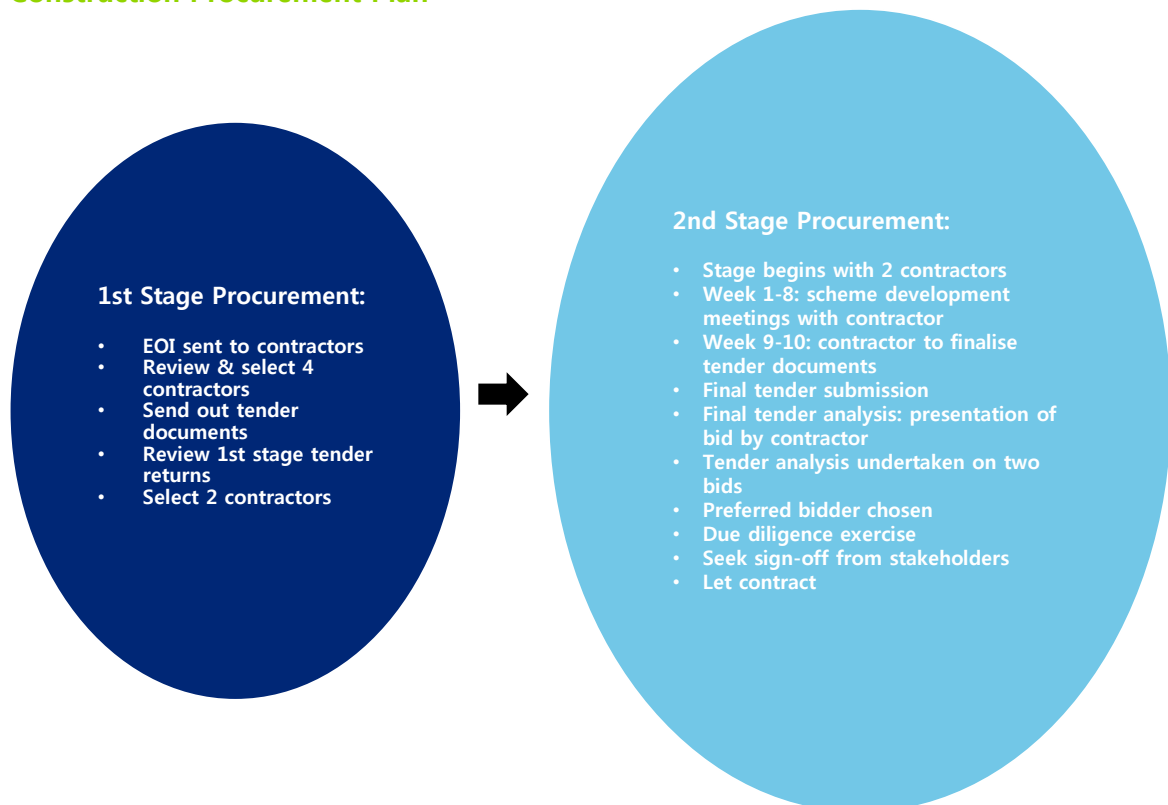 Construction Procurement Plan
1st Stage Procurement:
• EOI sent to contractors
• Review & select 4
contractors
• Send out tender
documents
• Review 1st stage tender
returns
• Select 2 contractors
2nd Stage Procurement:
• Stage begins with 2 contractors
• Week 1-8: scheme development
meetings with contractor
• Week 9-10: contractor to finalise
tender documents
• Final tender submission
• Final tender analysis: presentation of
bid by contractor
• Tender analysis undertaken on two
bids
• Preferred bidder chosen
• Due diligence exercise
• Seek sign-off from stakeholders
• Let contract